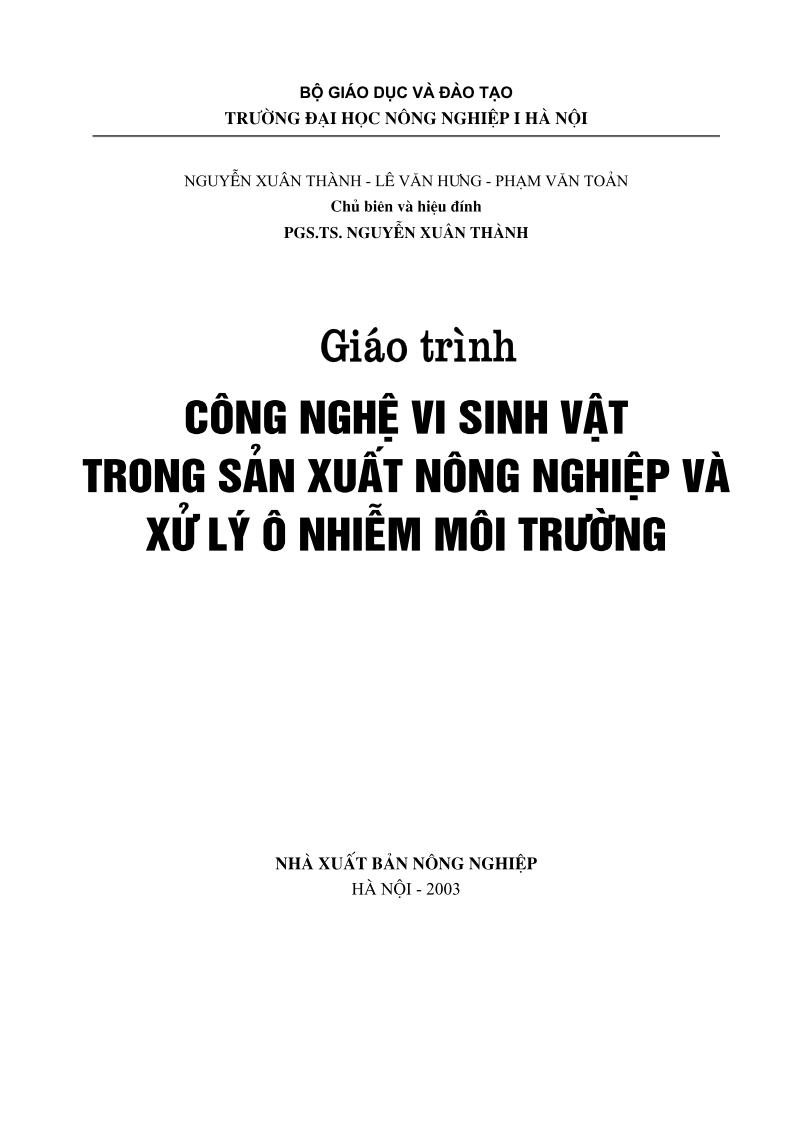 BỘ GIÁO DỤC VÀ ĐÀO TẠO
TRƯỜNG ĐẠI HỌC NÔNG NGHIỆP I HÀ NỘI
NGUYỄN XUÂN THÀNH - LÊ VĂN HƯNG - PHẠM VĂN TOẢN
Chủ biên và hiệu đính
PGS.TS. NGUYỄN XUÂN THÀNH
Giáo trình
CÔNG NGHỆ VI SINH VẬT
TRONG SẢN XUẤT NÔNG NGHIỆP VÀ
XỬ LÝ Ô NHIỄM MÔI TRƯỜNG
NHÀ XUẤT BẢN NÔNG NGHIỆP
HÀ NỘI - 2003